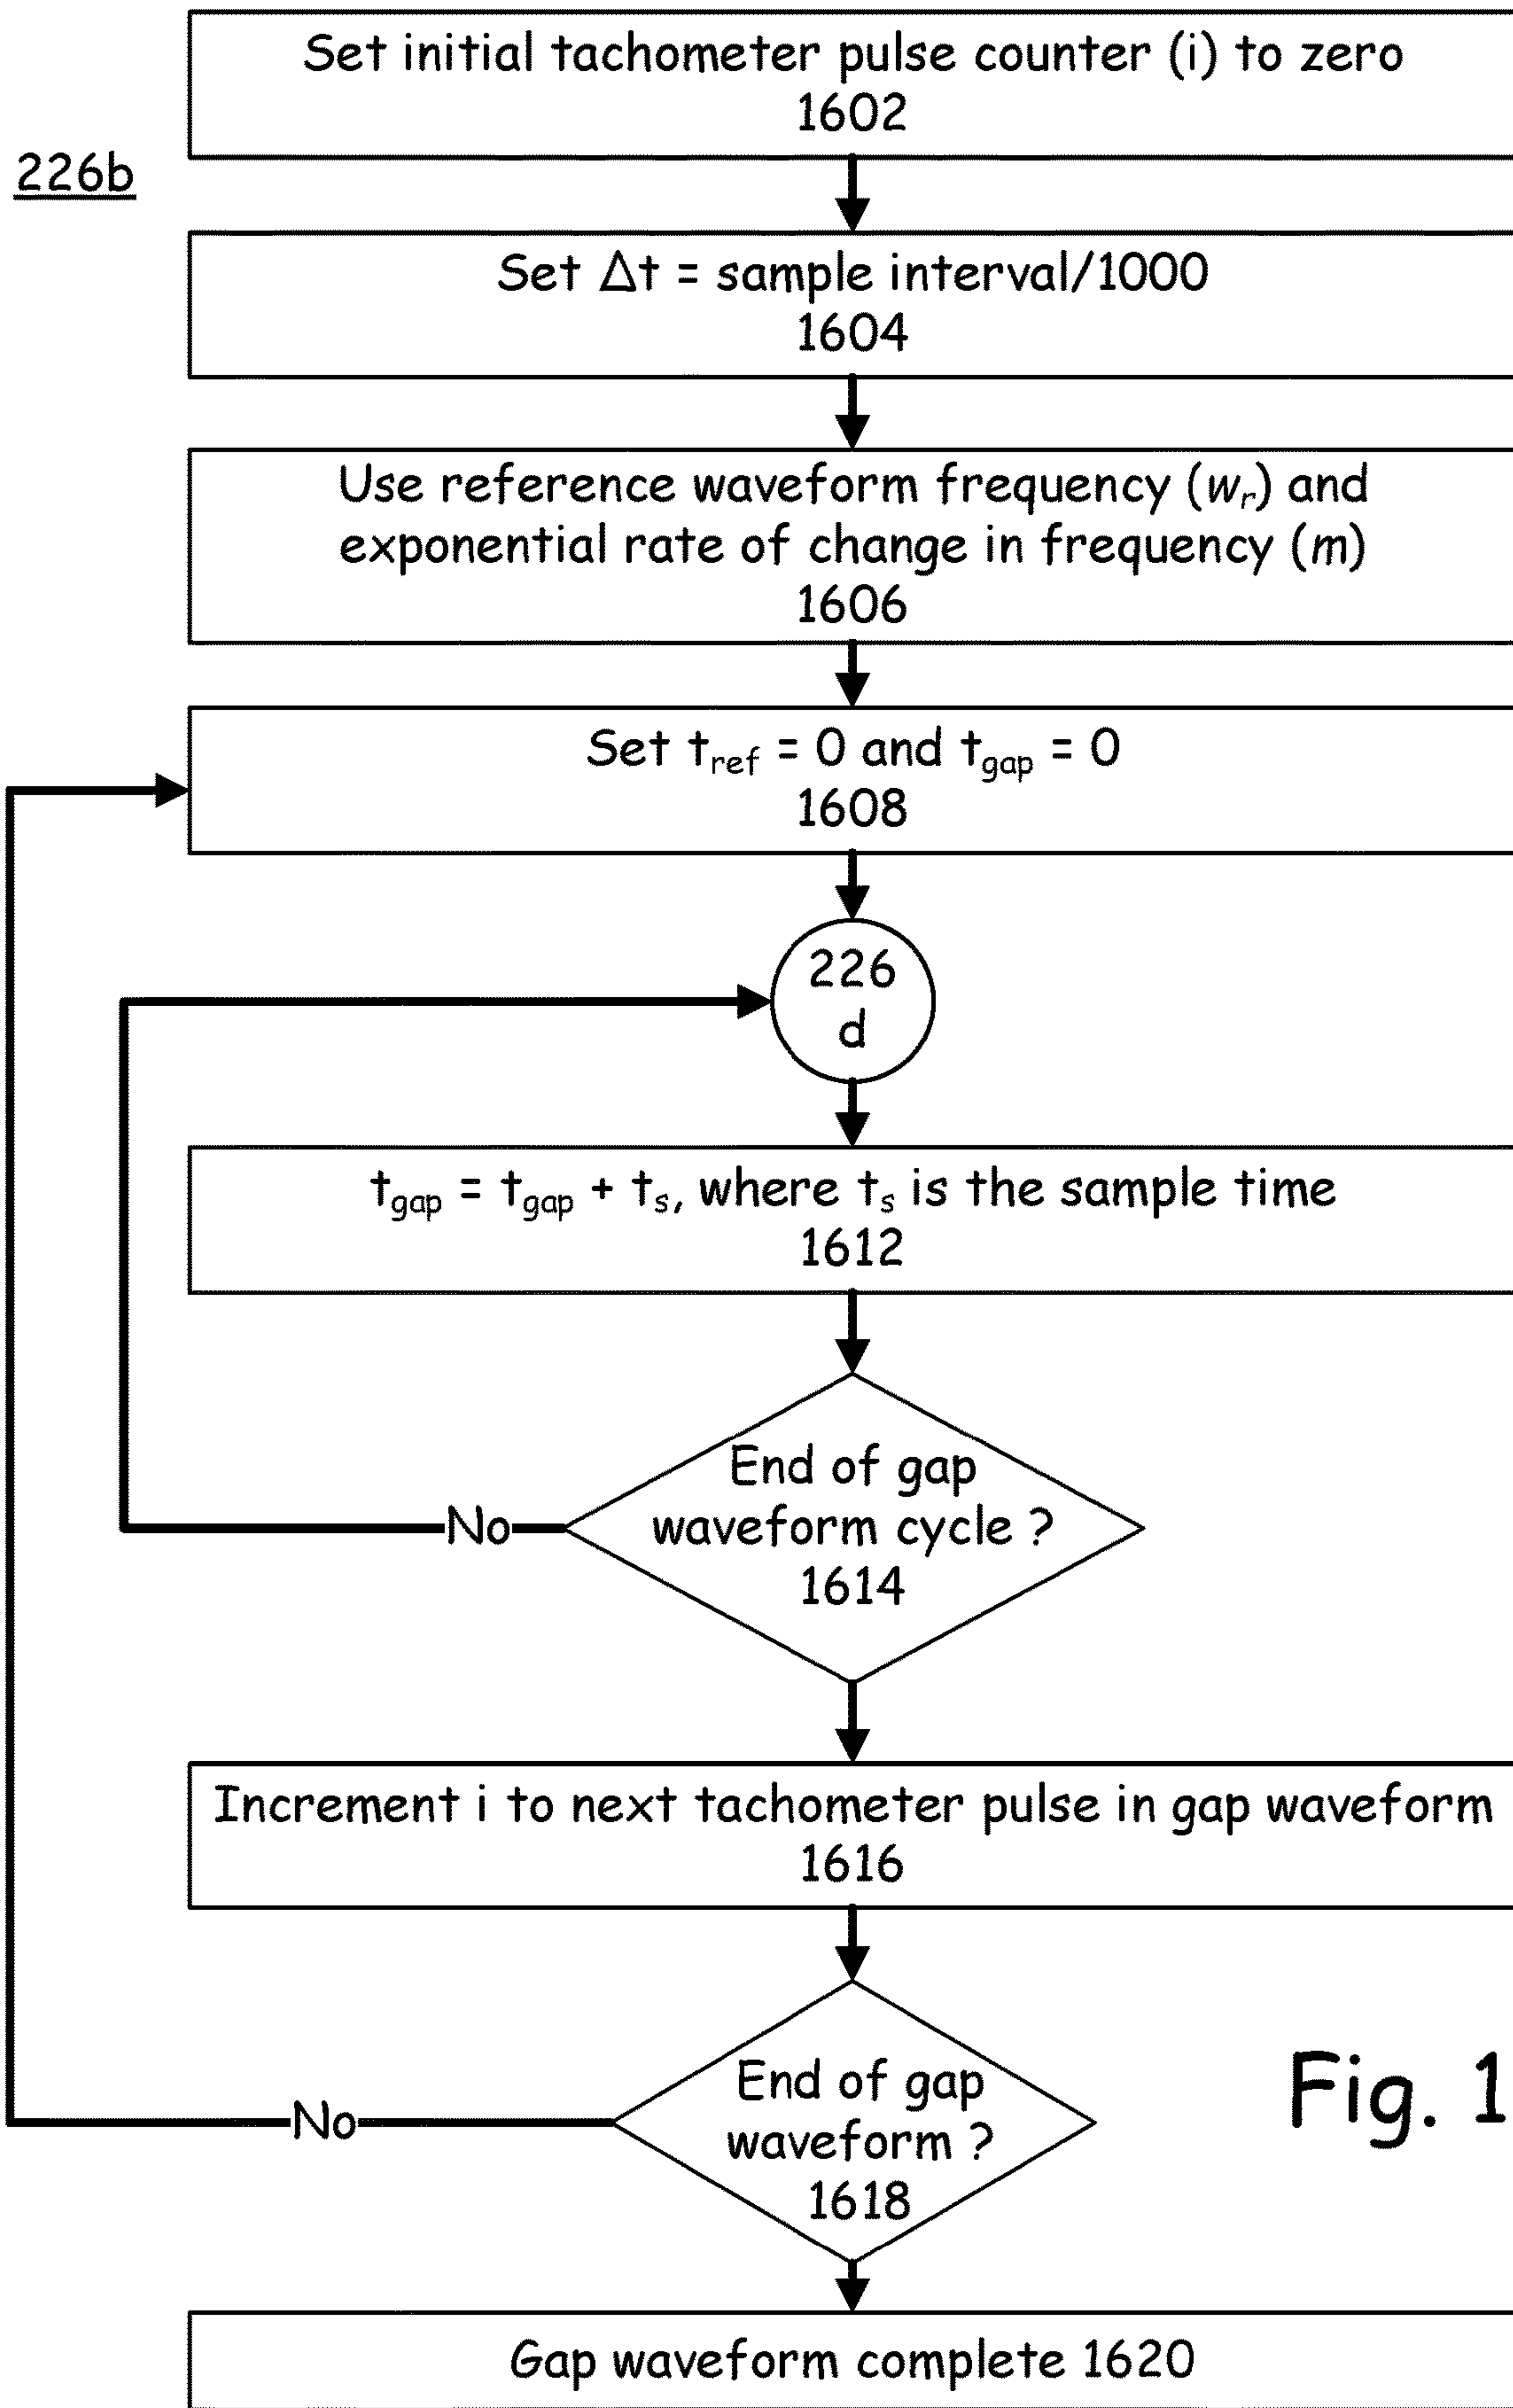 Set initial tachometer pulse counter (i) to zero
1602
226b
Set Δt = sample interval/1000
1604
Use reference waveform frequency (wr) and
exponential rate of change in frequency (m)
1606
Set tref = 0 and tgap = 0
1608
226
d
tgap = tgap + ts, where ts is the sample time
1612
End of gap
waveform cycle ?
1614
No
Increment i to next tachometer pulse in gap waveform
1616
End of gap
waveform ?
1618
No
Fig. 1
Gap waveform complete 1620